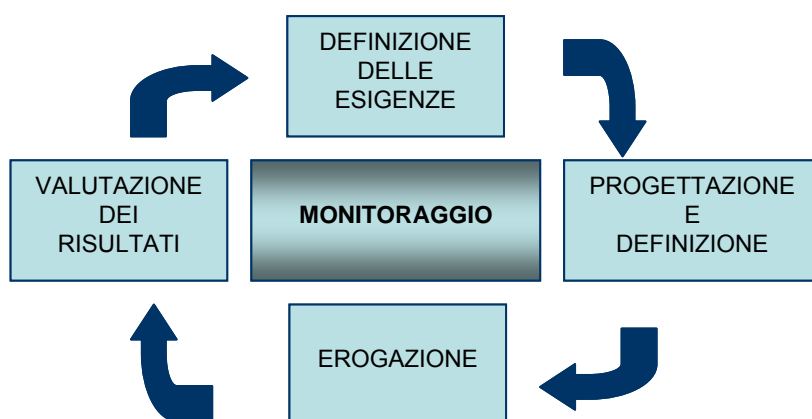 DEFINIZIONE
DELLE
ESIGENZE
VALUTAZIONE
DEI
RISULTATI
MONITORAGGIO
PROGETTAZIONE
E
DEFINIZIONE
EROGAZIONE